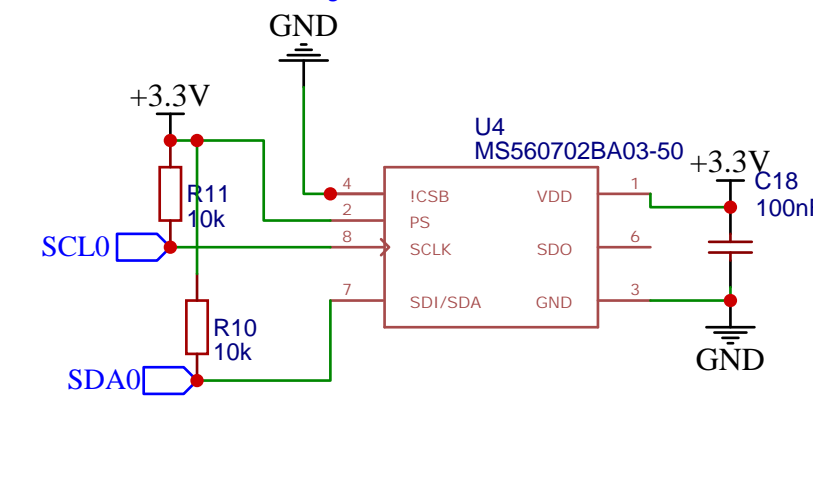 GND
+3.3V
U4
MS560702BA03-50
+3.3V
C18
100n
R11
10k
4
!CSB
VDD
1
2
PS
SCL0
8
SCLK
SDO
6
7
SDI/SDA
GND
3
R10
10k
GND
SDA0